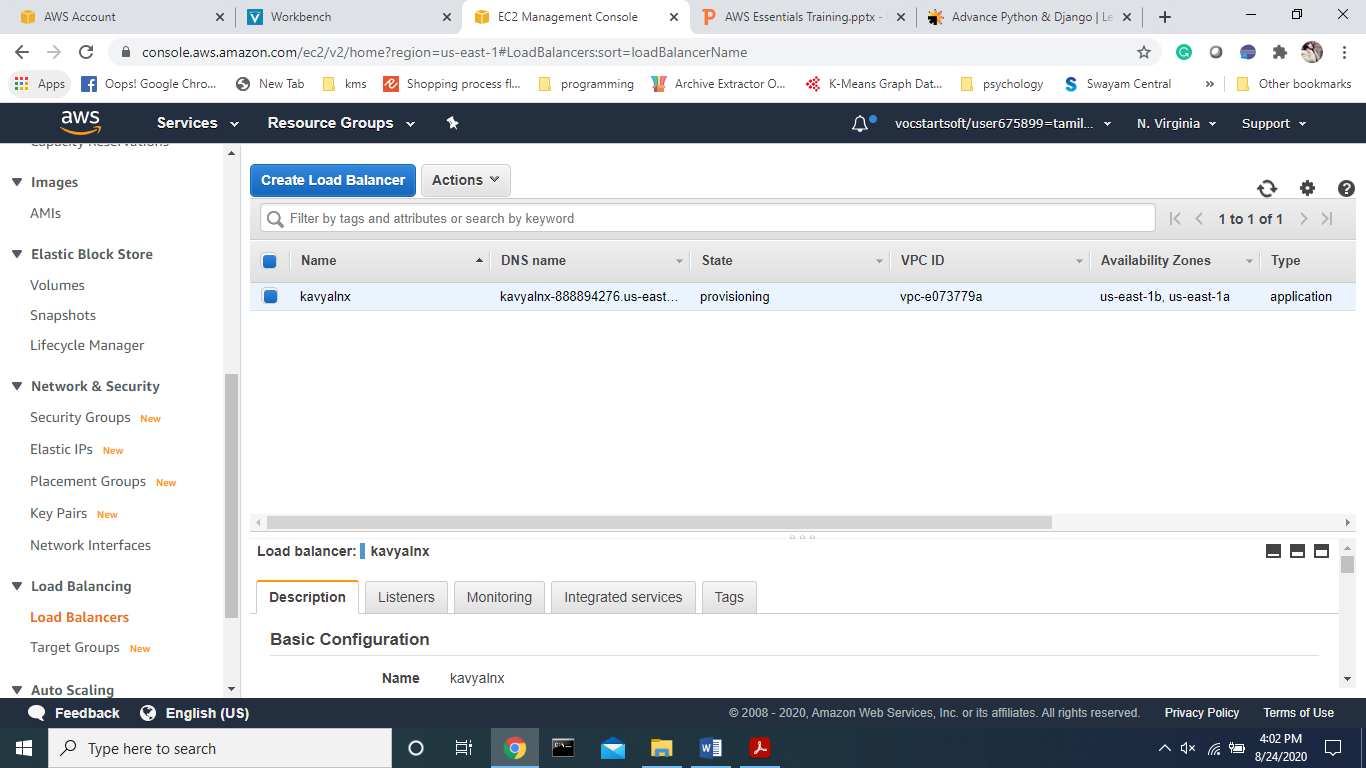 AWS Account
Workbench
EC2 Management Console
AWS Essentials Training.pptx -
Advance Python & Django | Le
console.aws.amazon.com/ec2/v2/home?region=us-east-1#LoadBalancers:sort=loadBalancerName
Apps
Oops! Google Chro...
New Tab
kms
Shopping process fl...
programming
Archive Extractor O...
K-Means Graph Dat...
psychology
Swayam Central
»
Other bookmarks
aws
Services
Resource Groups
vocstartsoft/user675899=tamil...
N. Virginia
Support
Capacity Reservations
Images
AMIs
Elastic Block Store
Volumes
Snapshots
Lifecycle Manager
Network & Security
Security Groups New
Elastic IPs New
Placement Groups New
Key Pairs New
Network Interfaces
Load Balancing
Load Balancers
Target Groups New
Auto Scaling
Create Load Balancer
Actions
Filter by tags and attributes or search by keyword
1 to 1 of 1
Name DNS name State VPC ID Availability Zones Type
kavyalnx kavyalnx-888894276.us-east... provisioning vpc-e073779a us-east-1b, us-east-1a application
Load balancer: kavyalnx
Description Listeners Monitoring Integrated services Tags
Basic Configuration
Name kavyalnx
Feedback English (US)
© 2008 - 2020, Amazon Web Services, Inc. or its affiliates. All rights reserved. Privacy Policy Terms of Use
Type here to search
4:02 PM
8/24/2020